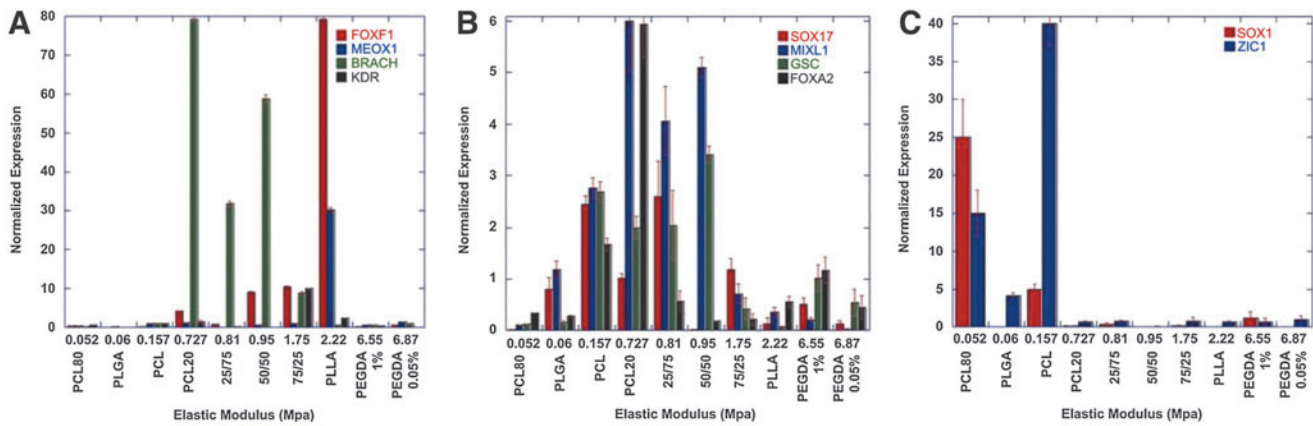 A
80
70
60
50
40
30
20
10
0
Normalized Expression
FOXF1
MEOX1
BRACH
KDR
0.052 0.06 0.157 0.727 0.81 0.95 1.75 2.22 6.55 6.87
PCL80 PLGA PCL PCL20 25/75 50/50 75/25 PLLA PEGDA 1% PEGDA 0.05%
Elastic Modulus (Mpa)
B
6
5
4
3
2
1
0
Normalized Expression
SOX17
MIXL1
GSC
FOXA2
0.052 0.06 0.157 0.727 0.81 0.95 1.75 2.22 6.55 6.87
PCL80 PLGA PCL PCL20 25/75 50/50 75/25 PLLA PEGDA 1% PEGDA 0.05%
Elastic Modulus (Mpa)
C
40
35
30
25
20
15
10
5
0
Normalized Expression
SOX1
ZIC1
0.052 0.06 0.157 0.727 0.81 0.95 1.75 2.22 6.55 6.87
PCL80 PLGA PCL PCL20 25/75 50/50 75/25 PLLA PEGDA 1% PEGDA 0.05%
Elastic Modulus (Mpa)